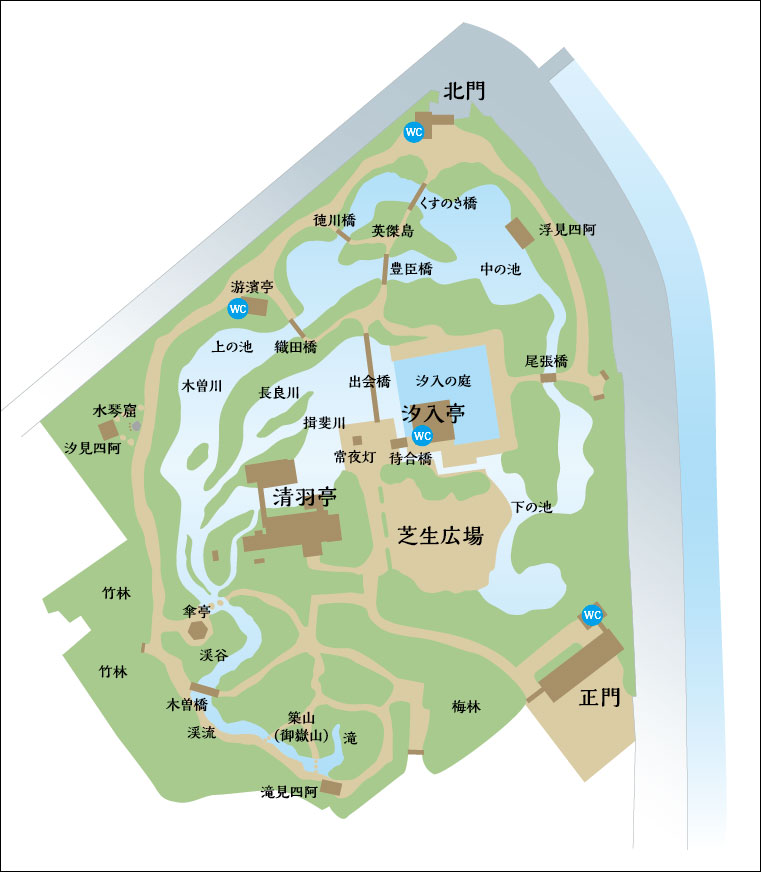 北門
WC
くすのき橋
徳川橋
英傑島
浮見四阿
豊臣橋
中の池
游濱亭
WC
上の池
織田橋
尾張橋
木曽川
出会橋
汐入の庭
長良川
水琴窟
汐入亭
揖斐川
WC
汐見四阿
常夜灯
待合橋
清羽亭
下の池
芝生広場
竹林
傘亭
WC
渓谷
竹林
正門
木曽橋
梅林
築山
(御嶽山)
滝
渓流
滝見四阿